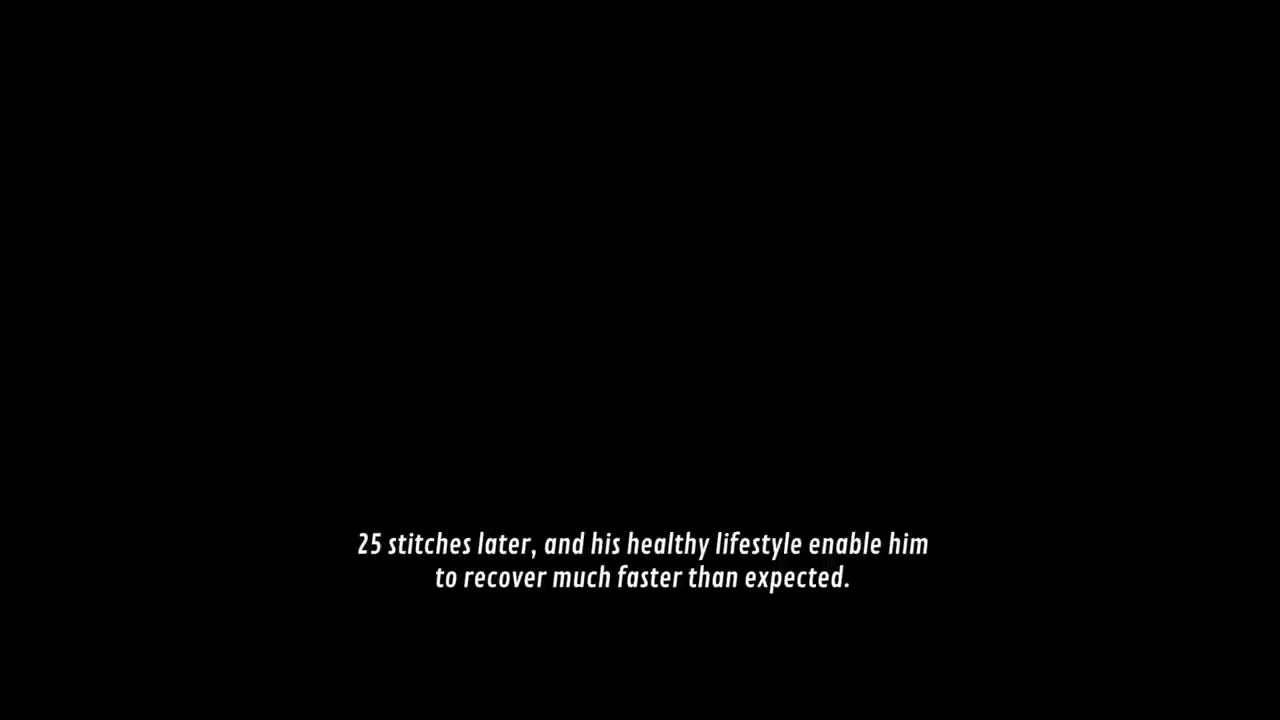 25 stitches later, and his healthy lifestyle enable him
to recover much faster than expected.